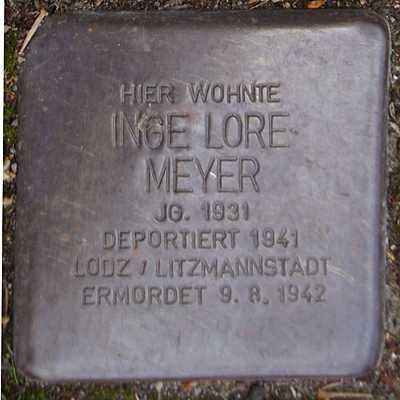 HIER WOHNTE
INGE LORE
MEYER
JG. 1931
DEPORTIERT 1941
LODZ / LITZMANNSTADT
ERMORDET 9. 8. 1942